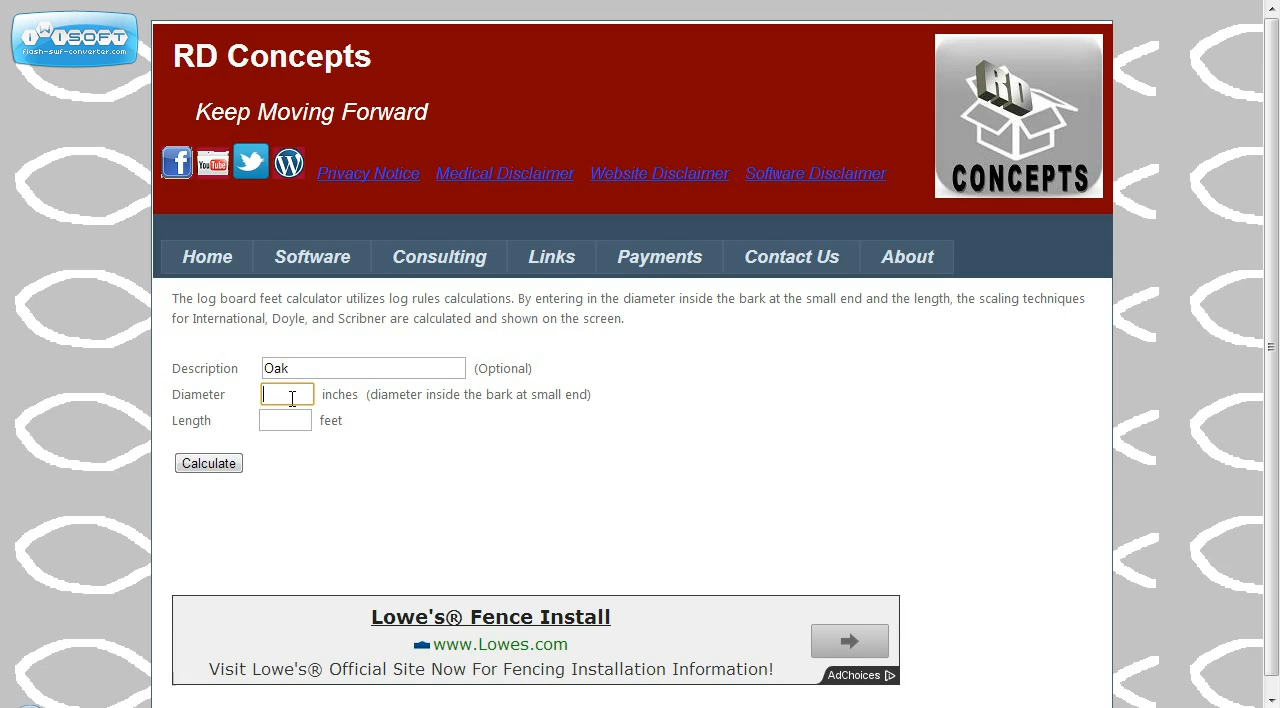 iWiSOFT
flash-swf-converter.com
RD Concepts
Keep Moving Forward
RD
CONCEPTS
You Tube
Privacy Notice Medical Disclaimer Website Disclaimer Software Disclaimer
Home Software Consulting Links Payments Contact Us About
The log board feet calculator utilizes log rules calculations. By entering in the diameter inside the bark at the small end and the length, the scaling techniques
for International, Doyle, and Scribner are calculated and shown on the screen.
Description Oak (Optional)
Diameter inches (diameter inside the bark at small end)
Length feet
Calculate
Lowe's® Fence Install
www.Lowes.com
Visit Lowe's® Official Site Now For Fencing Installation Information!
AdChoices